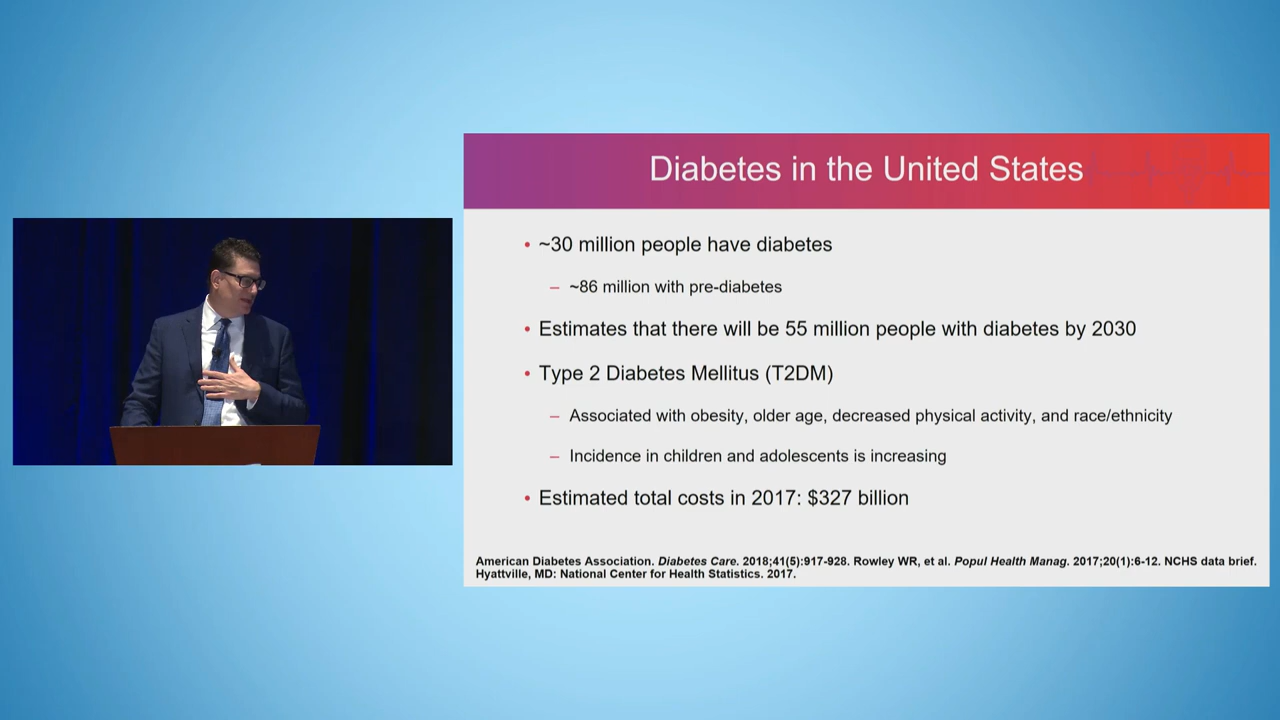 Diabetes in the United States
• ~30 million people have diabetes
– ~86 million with pre-diabetes
• Estimates that there will be 55 million people with diabetes by 2030
• Type 2 Diabetes Mellitus (T2DM)
– Associated with obesity, older age, decreased physical activity, and race/ethnicity
– Incidence in children and adolescents is increasing
• Estimated total costs in 2017: $327 billion
American Diabetes Association. Diabetes Care. 2018;41(5):917-928. Rowley WR, et al. Popul Health Manag. 2017;20(1):6-12. NCHS data brief.
Hyattville, MD: National Center for Health Statistics. 2017.